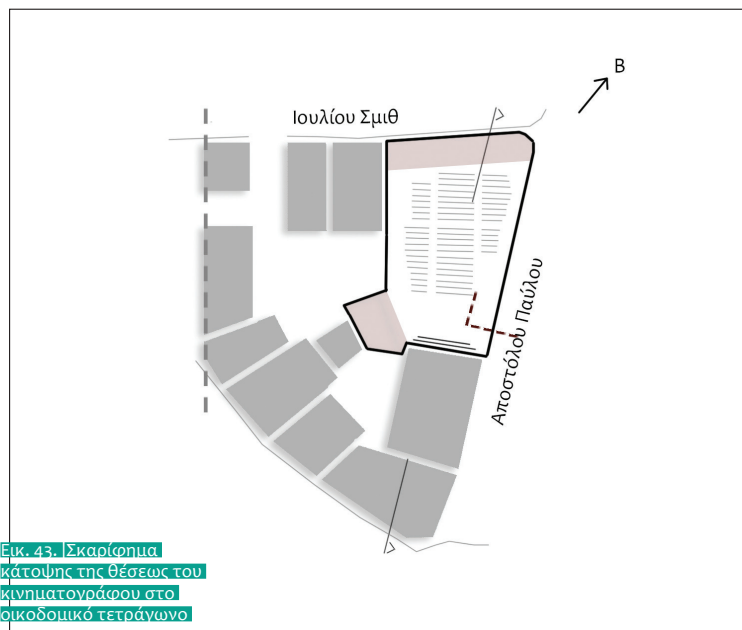 Β
Ιουλίου Σμιθ
Αποστόλου Παύλου
Εικ. 43. |Σκαρίφημα
κάτοψης της θέσεως του
κινηματογράφου στο
οικοδομικό τετράγωνο